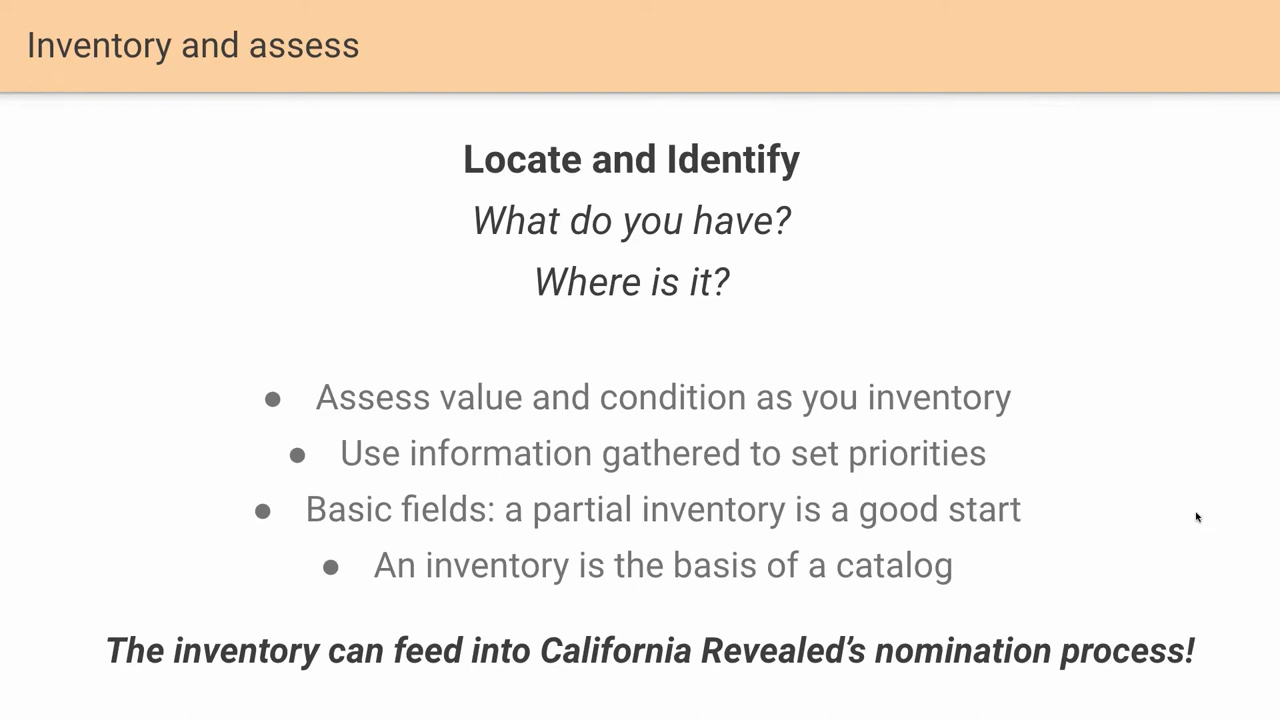 Inventory and assess
Locate and Identify
What do you have?
Where is it?
● Assess value and condition as you inventory
● Use information gathered to set priorities
● Basic fields: a partial inventory is a good start
● An inventory is the basis of a catalog
The inventory can feed into California Revealed’s nomination process!